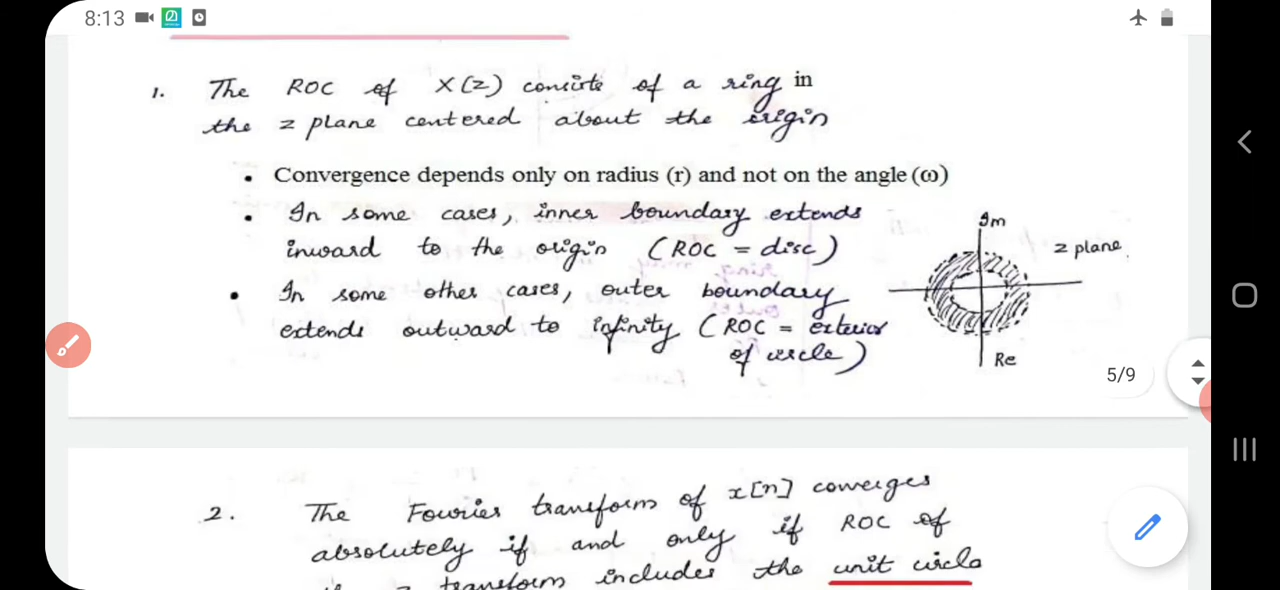 8:13
1. The ROC of X(z) consists of a ring in
the z plane centered about the origin
• Convergence depends only on radius (r) and not on the angle (ω)
• In some cases, inner boundary extends
inward to the origin (ROC = disc)
• In some other cases, outer boundary
extends outward to infinity (ROC = exterior
of circle)
Im
z plane.
Re
5/9
2. The Fourier transform of x[n] converges
absolutely if and only if ROC of
transform includes the unit circle